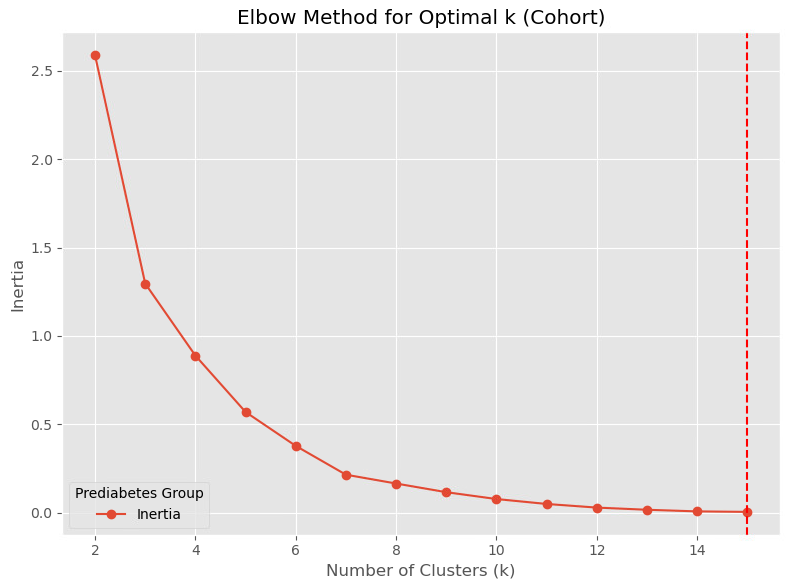 Elbow Method for Optimal k (Cohort)
2.5
2.0
1.5
1.0
0.5
0.0
Inertia
Prediabetes Group
Inertia
2 4 6 8 10 12 14
Number of Clusters (k)